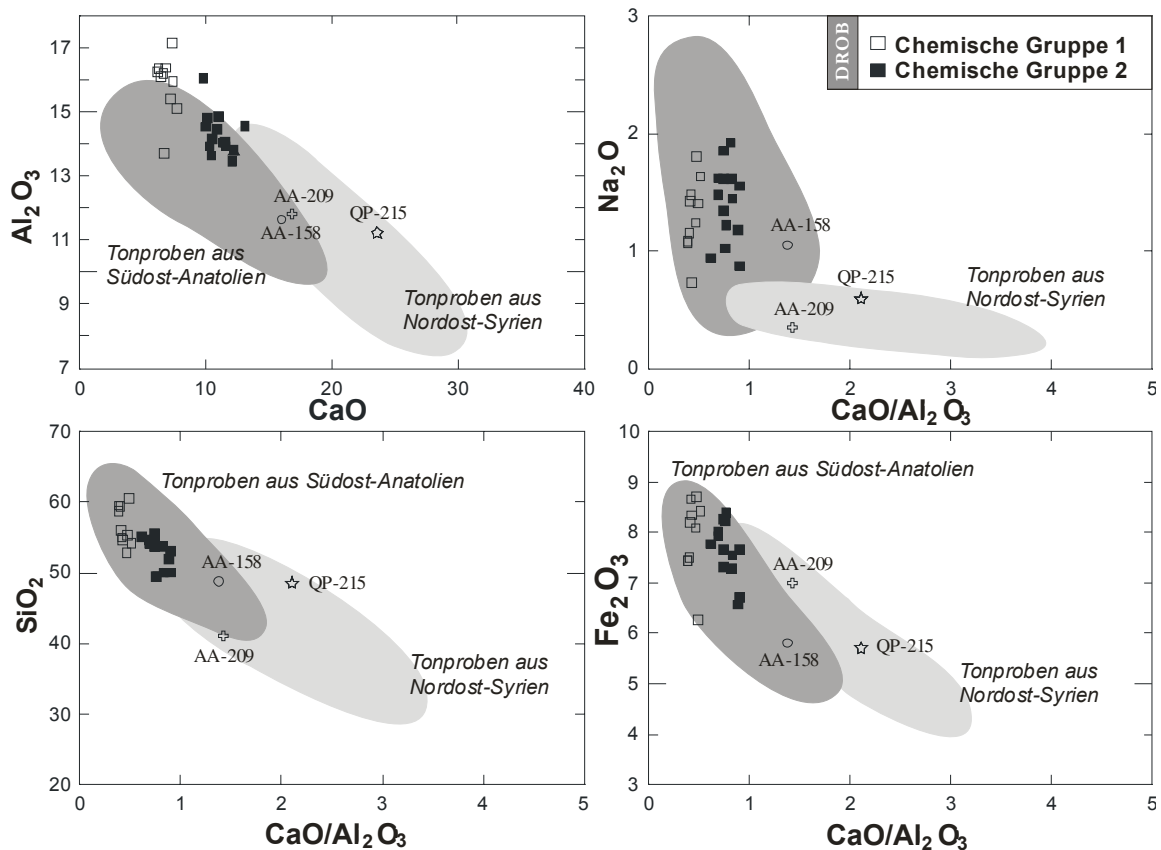 17
15
13
11
9
7
Al2O3
AA-209
AA-158
QP-215
Tonproben aus
Südost-Anatolien
Tonproben aus
Nordost-Syrien
0
10
20
30
40
CaO
DROB
Chemische Gruppe 1
Chemische Gruppe 2
3
2
1
0
Na2O
AA-158
QP-215
AA-209
Tonproben aus
Nordost-Syrien
0
1
2
3
4
5
CaO/Al2O3
70
60
50
40
30
20
SiO2
Tonproben aus Südost-Anatolien
AA-158
QP-215
AA-209
Tonproben aus
Nordost-Syrien
0
1
2
3
4
5
CaO/Al2O3
10
9
8
7
6
5
4
3
Fe2O3
Tonproben aus Südost-Anatolien
AA-209
AA-158
QP-215
Tonproben aus
Nordost-Syrien
0
1
2
3
4
5
CaO/Al2O3